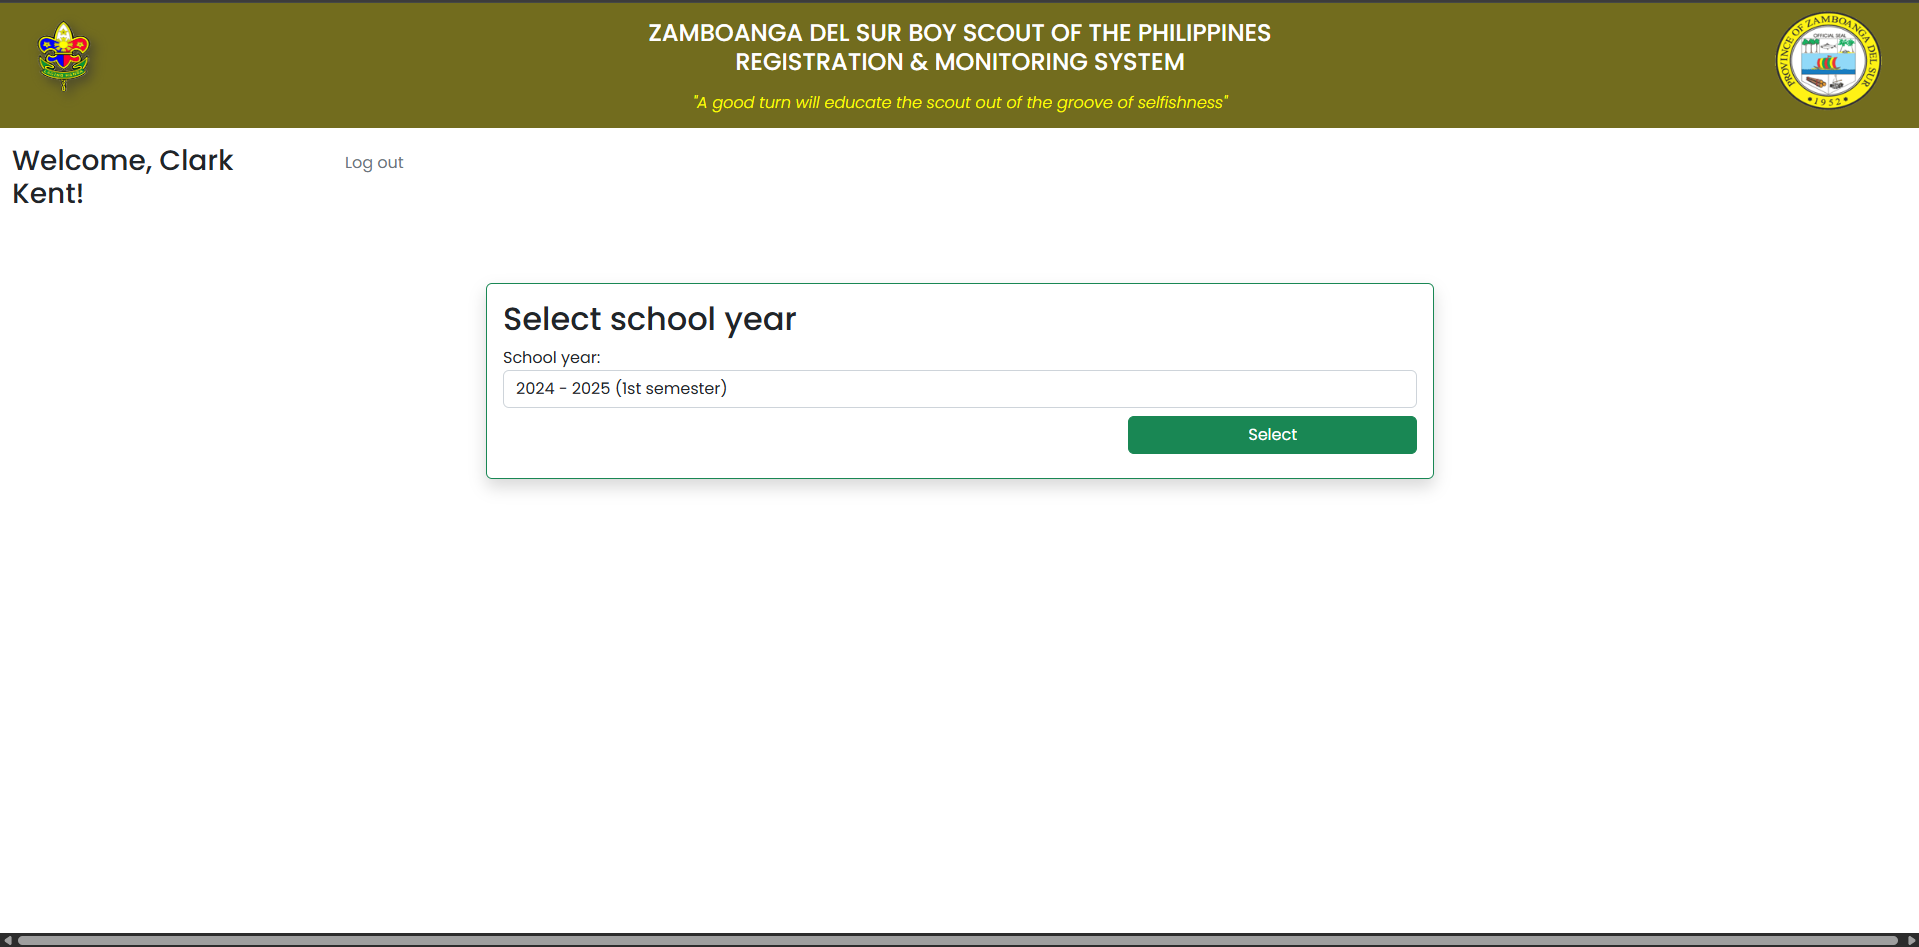 ZAMBOANGA DEL SUR BOY SCOUT OF THE PHILIPPINES
REGISTRATION & MONITORING SYSTEM
"A good turn will educate the scout out of the groove of selfishness"
PROVINCE OF ZAMBOANGA DEL SUR
OFFICIAL SEAL
• 1952 •
Welcome, Clark
Kent!
Log out
Select school year
School year:
2024 - 2025 (1st semester)
Select